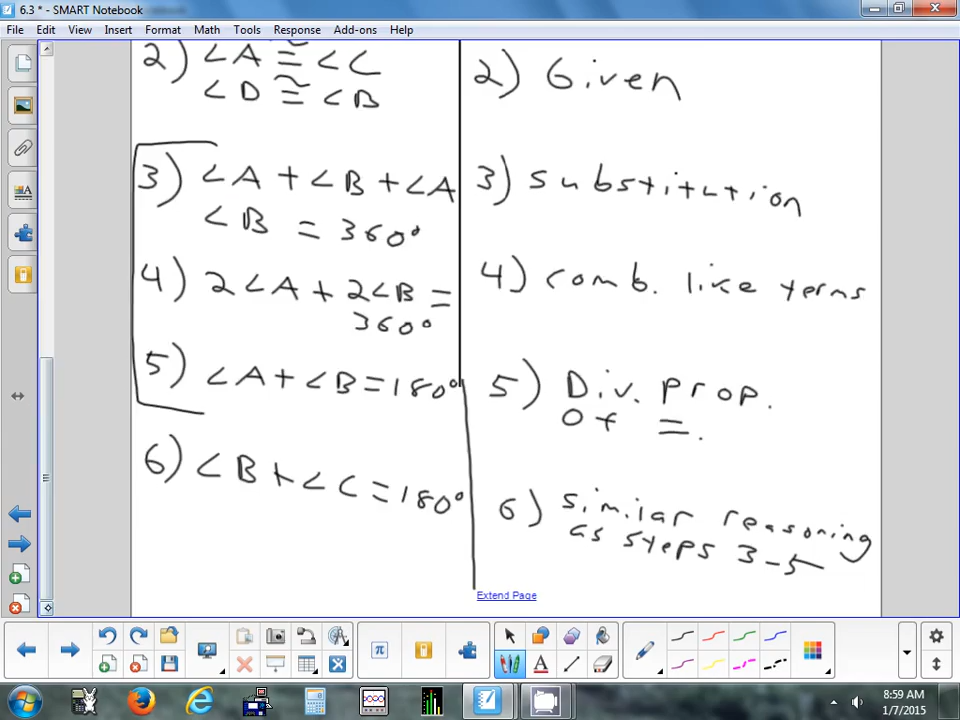 6.3 * - SMART Notebook
File Edit View Insert Format Math Tools Response Add-ons Help
2) ∠A ≅ ∠C
∠D ≅ ∠B
2) Given
3) ∠A + ∠B + ∠A
∠B = 360°
3) substitution
4) 2∠A + 2∠B =
360°
4) comb. like terms
5) ∠A + ∠B = 180°
5) Div. prop.
of =.
6) ∠B + ∠C = 180°
6) similar reasoning
as steps 3-5
Extend Page
8:59 AM
1/7/2015